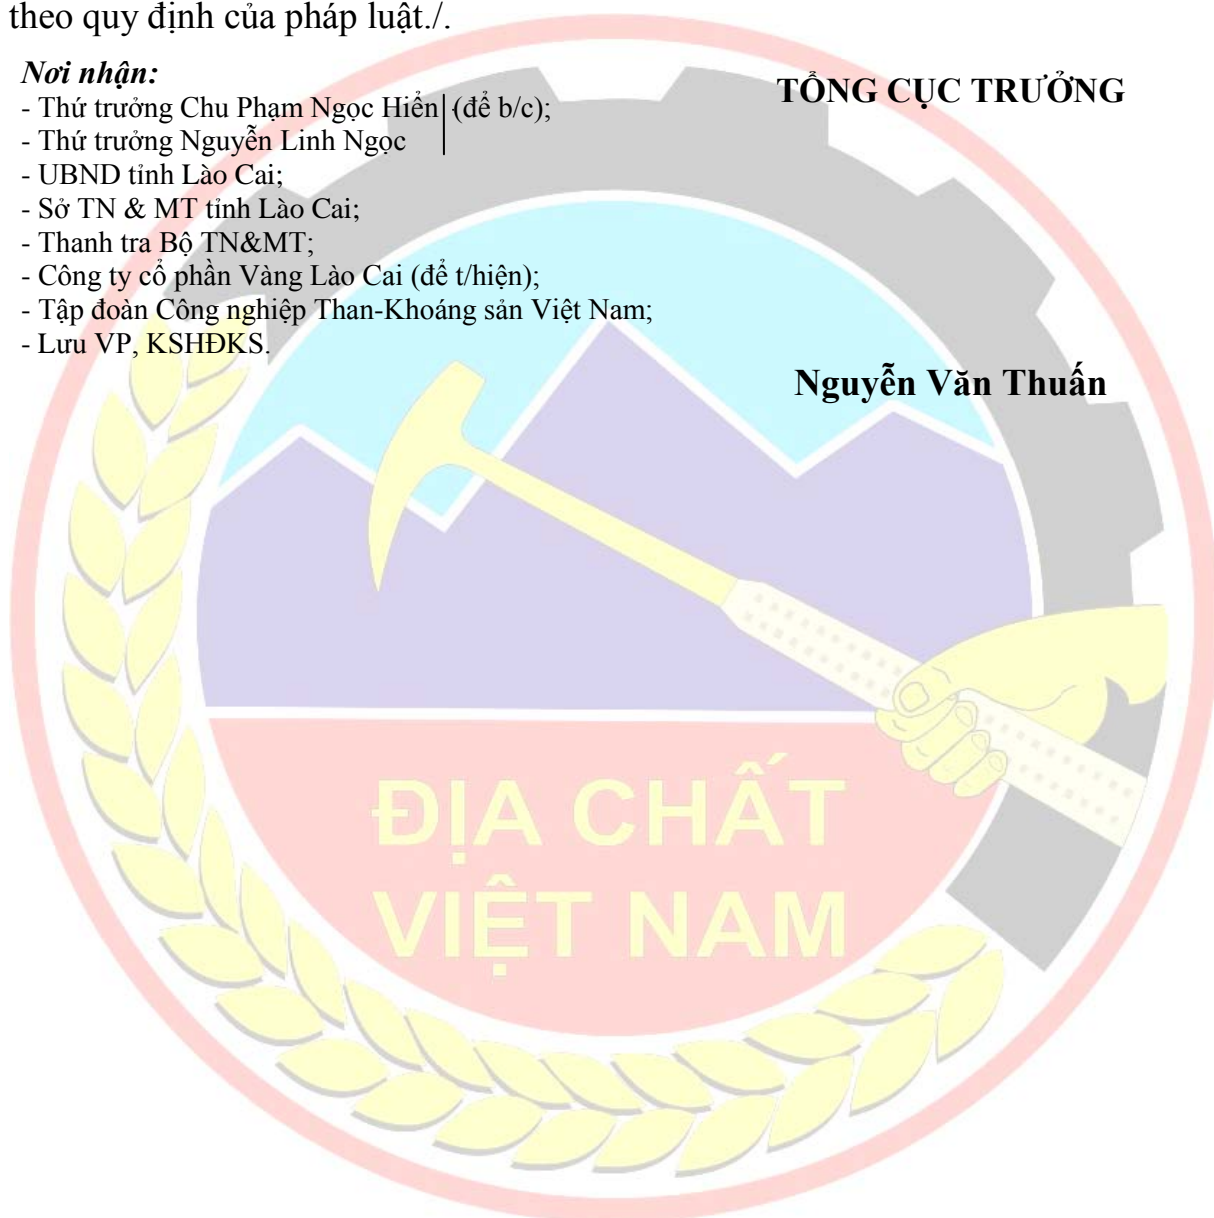 theo quy định của pháp luật./.
Nơi nhận:
- Thứ trưởng Chu Phạm Ngọc Hiển (để b/c);
- Thứ trưởng Nguyễn Linh Ngọc
- UBND tỉnh Lào Cai;
- Sở TN & MT tỉnh Lào Cai;
- Thanh tra Bộ TN&MT;
- Công ty cổ phần Vàng Lào Cai (để t/hiện);
- Tập đoàn Công nghiệp Than-Khoáng sản Việt Nam;
- Lưu VP, KSHĐKS.
TỔNG CỤC TRƯỞNG
Nguyễn Văn Thuấn
ĐỊA CHẤT
VIỆT NAM